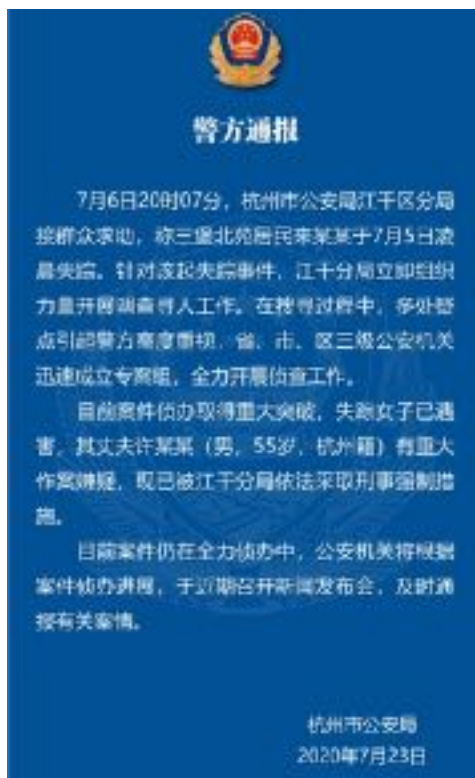 警方通报
7月6日20时07分，杭州市公安局江干区分局
接群众求助，称三堡北苑居民来某某于7月5日凌
晨失踪。针对该起失踪事件，江干分局立即组织
力量开展调查寻人工作。在搜寻过程中，多处疑
点引起警方高度重视，省、市、区三级公安机关
迅速成立专案组，全力开展侦查工作。
目前案件侦办取得重大突破，失踪女子已遇
害，其丈夫许某某（男，55岁，杭州籍）有重大
作案嫌疑，现已被江干分局依法采取刑事强制措
施。
目前案件仍在全力侦办中，公安机关将根据
案件侦办进展，于近期召开新闻发布会，及时通
报有关案情。
杭州市公安局
2020年7月23日